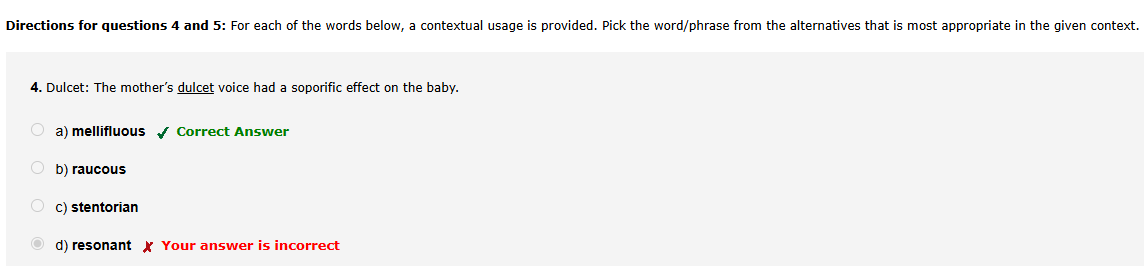 Directions for questions 4 and 5: For each of the words below, a contextual usage is provided. Pick the word/phrase from the alternatives that is most appropriate in the given context.
4. Dulcet: The mother's dulcet voice had a soporific effect on the baby.
a) mellifluous ✓ Correct Answer
b) raucous
c) stentorian
d) resonant ✗ Your answer is incorrect